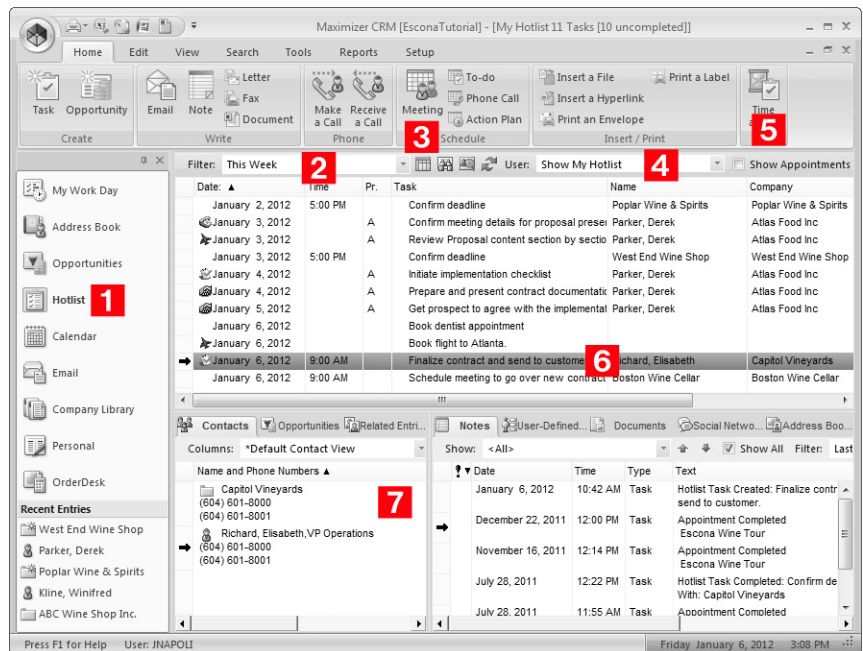 Maximizer CRM [EsconaTutorial] - [My Hotlist 11 Tasks [10 uncompleted]]
Home Edit View Search Tools Reports Setup
Task Opportunity
Create
Email Note Letter Fax Document
Write
Make a Call Receive a Call
Phone
Meeting To-do Phone Call Action Plan
3 Schedule
Insert a File Print a Label
Insert a Hyperlink
Print an Envelope
Insert / Print
Time
5
Filter: This Week 2 User: Show My Hotlist 4 Show Appointments
My Work Day
Address Book
Opportunities
Hotlist 1
Calendar
Email
Company Library
Personal
OrderDesk
Recent Entries
West End Wine Shop
Parker, Derek
Poplar Wine & Spirits
Kline, Winifred
ABC Wine Shop Inc.
Date: ▲ Time Pr. Task Name Company
January 2, 2012 5:00 PM Confirm deadline Poplar Wine & Spirits Poplar Wine & Spirits
January 3, 2012 A Confirm meeting details for proposal preser Parker, Derek Atlas Food Inc
January 3, 2012 A Review Proposal content section by sectio Parker, Derek Atlas Food Inc
January 3, 2012 5:00 PM Confirm deadline West End Wine Shop West End Wine Shop
January 4, 2012 A Initiate implementation checklist Parker, Derek Atlas Food Inc
January 4, 2012 A Prepare and present contract documentatic Parker, Derek Atlas Food Inc
January 5, 2012 A Get prospect to agree with the implementat Parker, Derek Atlas Food Inc
January 6, 2012 Book dentist appointment
January 6, 2012 Book flight to Atlanta.
January 6, 2012 9:00 AM Finalize contract and send to custome 6 ichard, Elisabeth Capitol Vineyards
January 6, 2012 9:00 AM Schedule meeting to go over new contract Boston Wine Cellar Boston Wine Cellar
Contacts Opportunities Related Entri...
Columns: *Default Contact View
Name and Phone Numbers ▲
Capitol Vineyards
(604) 601-8000
(604) 601-8001
7
Richard, Elisabeth,VP Operations
(604) 601-8000
(604) 601-8001
Notes User-Defined... Documents Social Netwo... Address Boo...
Show: <All> Show All Filter: Last
! ▼ Date Time Type Text
January 6, 2012 10:42 AM Task Hotlist Task Created: Finalize contr
send to customer.
December 22, 2011 12:00 PM Task Appointment Completed
Escona Wine Tour
November 16, 2011 12:14 PM Task Appointment Completed
Escona Wine Tour
July 28, 2011 12:22 PM Task Hotlist Task Completed: Confirm de
With: Capitol Vineyards
July 28, 2011 11:55 AM Task Appointment Completed
Press F1 for Help User: JNAPOLI Friday January 6, 2012 3:08 PM